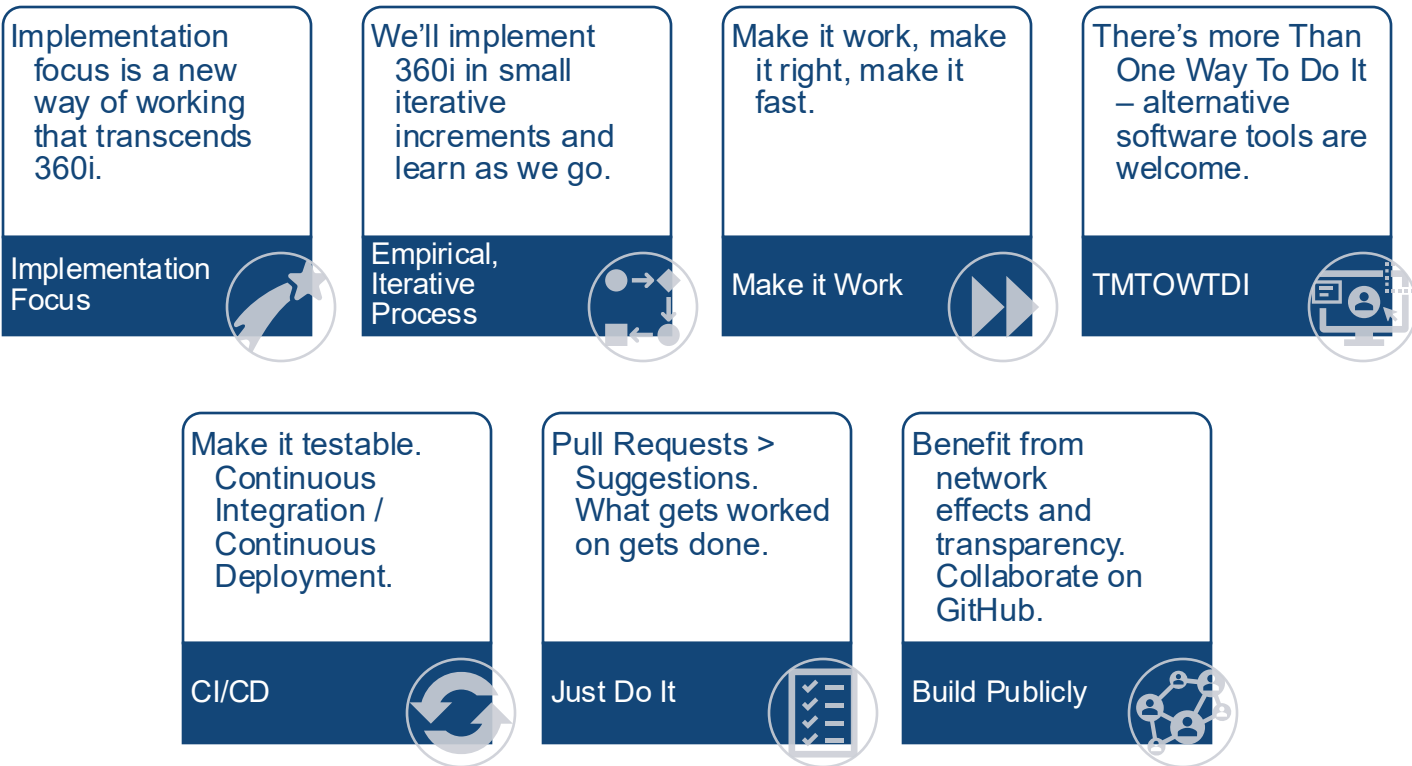 Implementation
focus is a new
way of working
that transcends
360i.
Implementation
Focus
We’ll implement
360i in small
iterative
increments and
learn as we go.
Empirical,
Iterative
Process
Make it work, make
it right, make it
fast.
Make it Work
There’s more Than
One Way To Do It
– alternative
software tools are
welcome.
TMTOWTDI
Make it testable.
Continuous
Integration /
Continuous
Deployment.
CI/CD
Pull Requests >
Suggestions.
What gets worked
on gets done.
Just Do It
Benefit from
network
effects and
transparency.
Collaborate on
GitHub.
Build Publicly